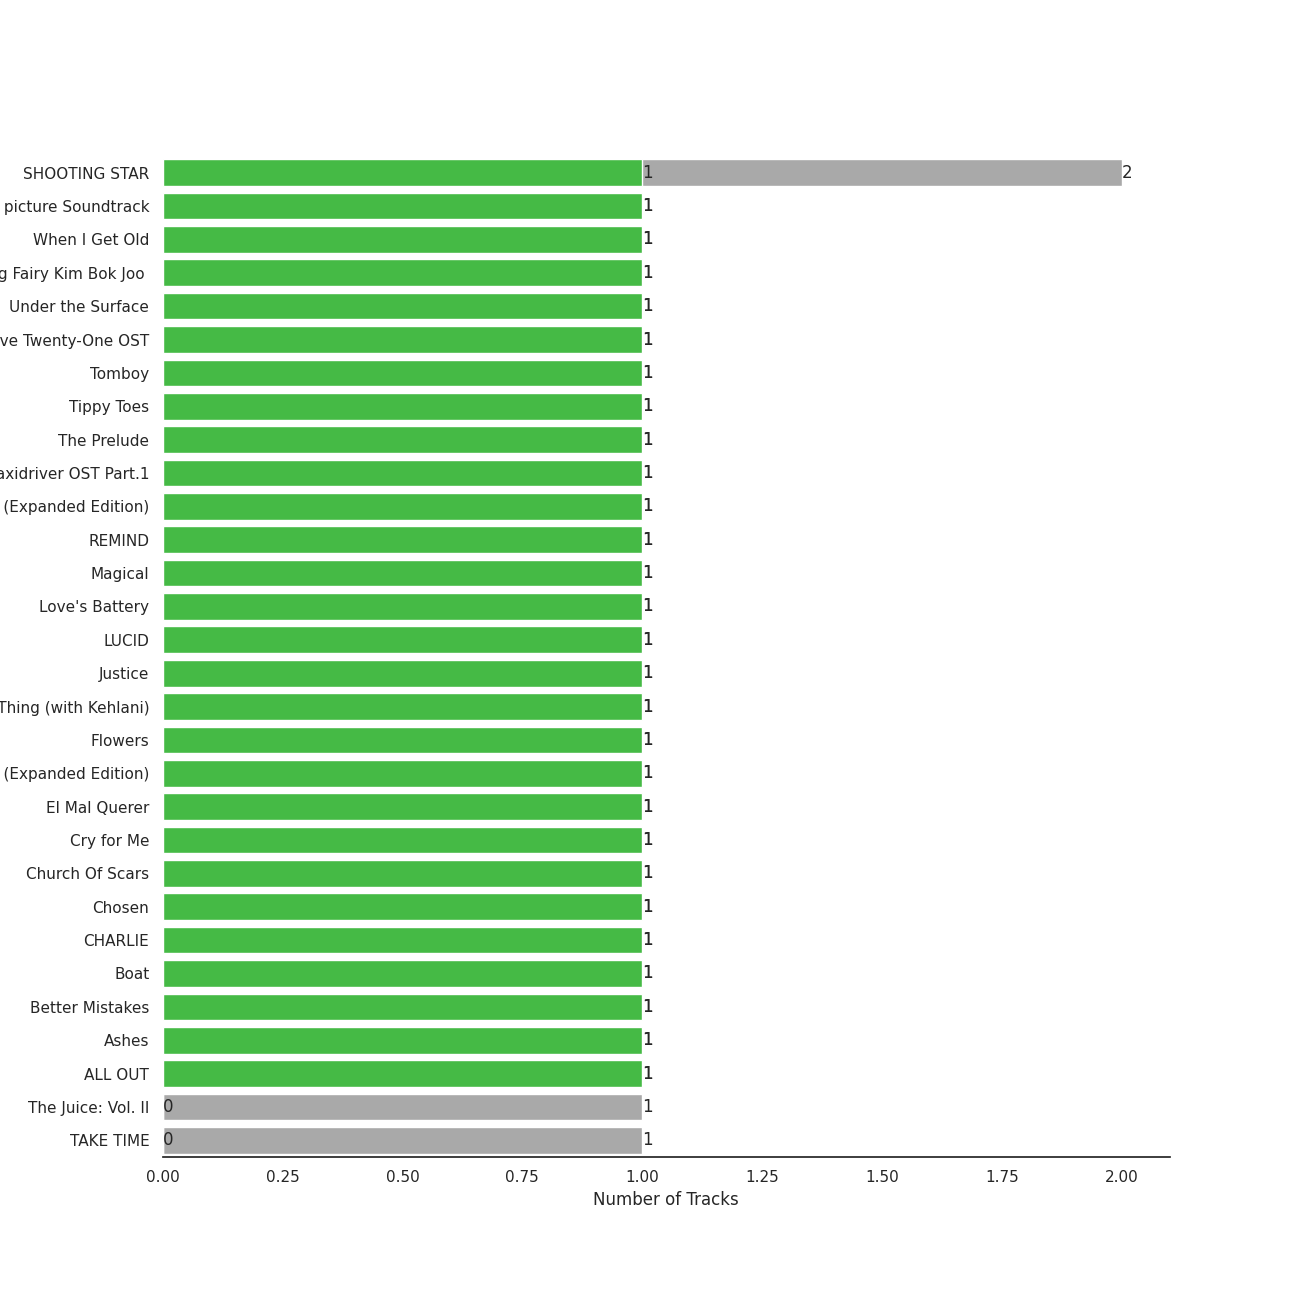 SHOOTING STAR 1 2
picture Soundtrack 1
When I Get Old 1
g Fairy Kim Bok Joo 1
Under the Surface 1
ve Twenty-One OST 1
Tomboy 1
Tippy Toes 1
The Prelude 1
axidriver OST Part.1 1
(Expanded Edition) 1
REMIND 1
Magical 1
Love's Battery 1
LUCID 1
Justice 1
Thing (with Kehlani) 1
Flowers 1
(Expanded Edition) 1
El Mal Querer 1
Cry for Me 1
Church Of Scars 1
Chosen 1
CHARLIE 1
Boat 1
Better Mistakes 1
Ashes 1
ALL OUT 1
The Juice: Vol. II 0 1
TAKE TIME 0 1
0.00 0.25 0.50 0.75 1.00 1.25 1.50 1.75 2.00
Number of Tracks